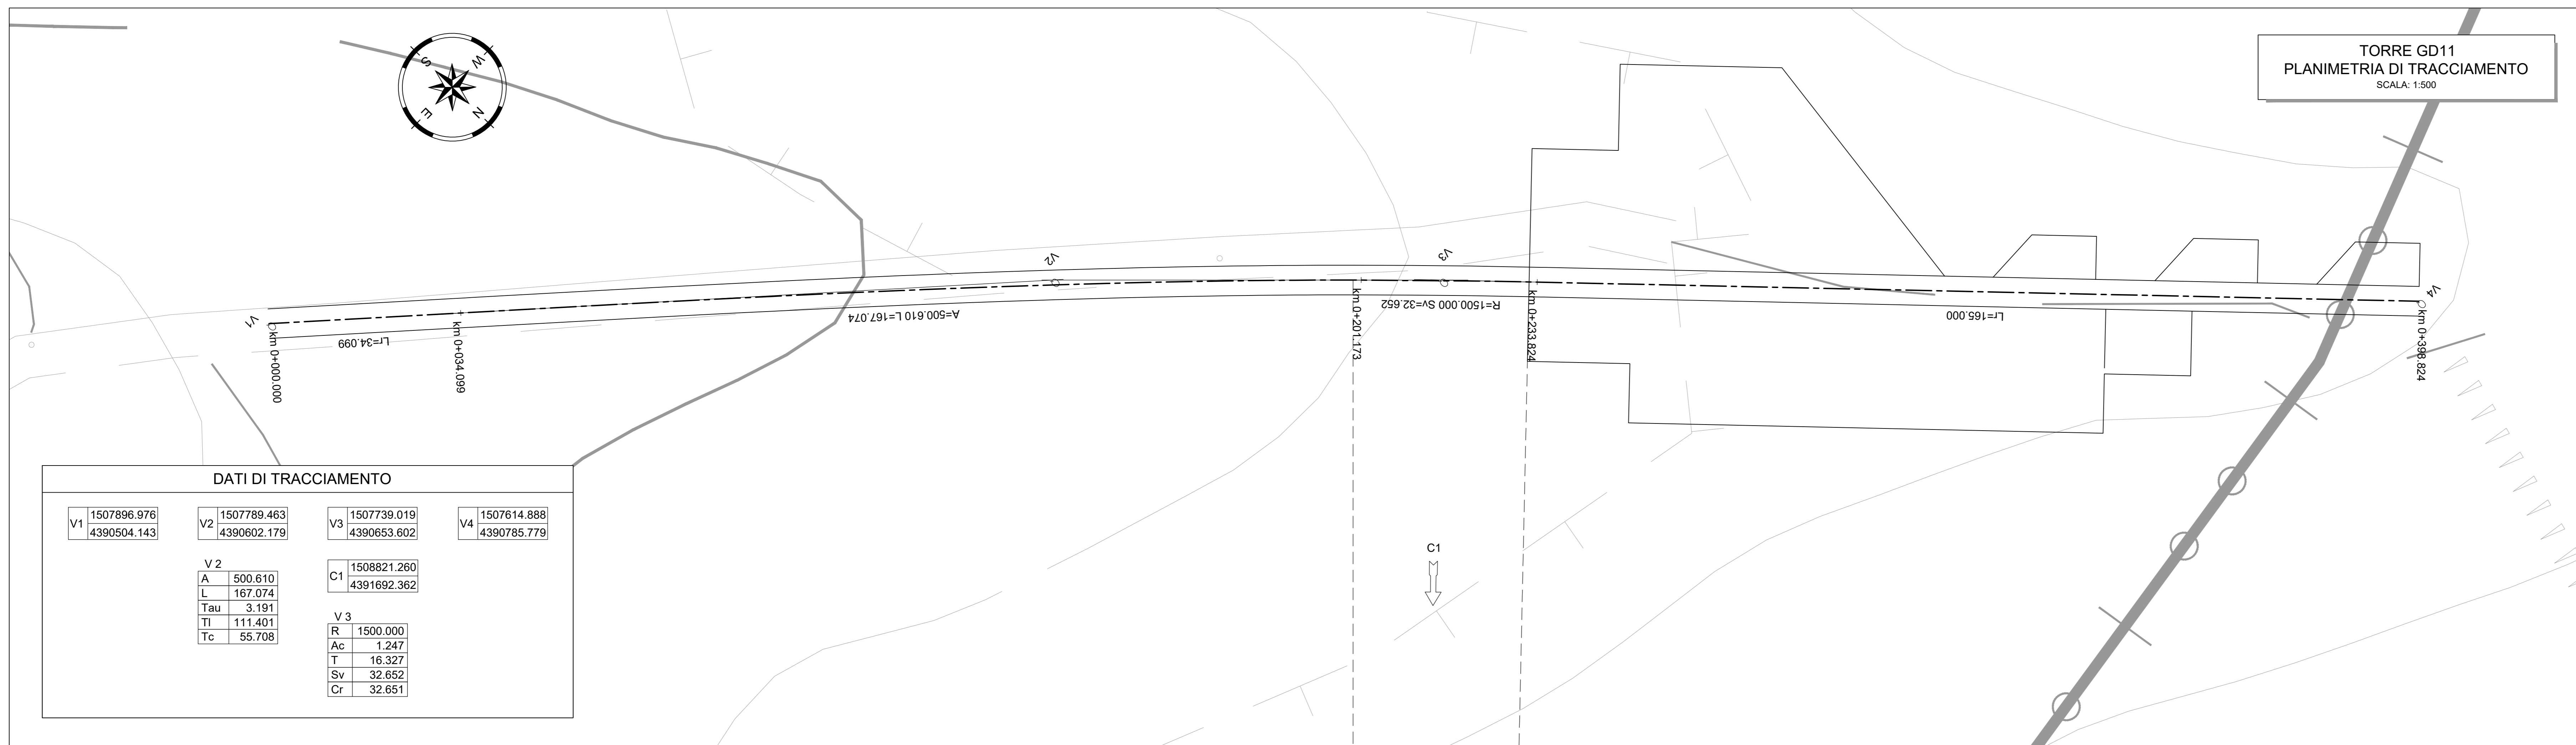 TORRE GD11
PLANIMETRIA DI TRACCIAMENTO
SCALA: 1:500
S
W
E
N
V1
V2
V3
V4
km 0+000.000
Lr=34.099
km 0+034.099
A=500.610 L=167.074
km 0+201.173
R=1500.000 Sv=32.652
km 0+233.824
Lr=165.000
km 0+398.824
C1
DATI DI TRACCIAMENTO
V1 1507896.976
4390504.143
V2 1507789.463
4390602.179
V3 1507739.019
4390653.602
V4 1507614.888
4390785.779
V 2
A 500.610
L 167.074
Tau 3.191
Tl 111.401
Tc 55.708
C1 1508821.260
4391692.362
V 3
R 1500.000
Ac 1.247
T 16.327
Sv 32.652
Cr 32.651